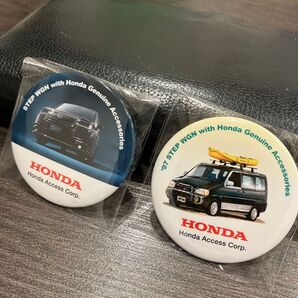 STEP WGN with Honda Genuine Accessories
HONDA
Honda Access Corp.
'97 STEP WGN with Honda Genuine Accessories
HONDA
Honda Access Corp.